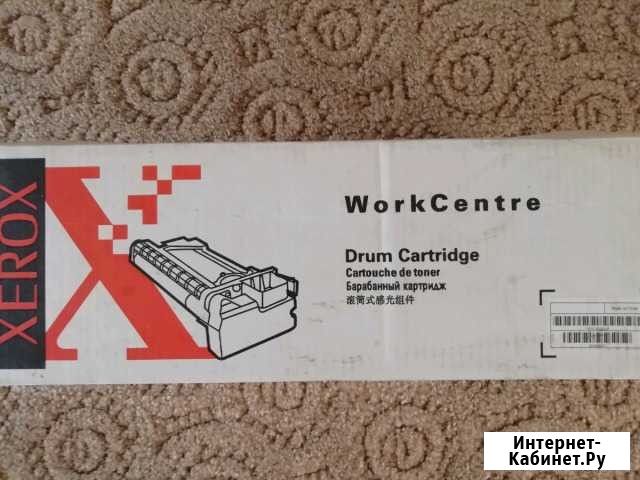 XEROX
WorkCentre
Drum Cartridge
Cartouche de toner
Барабанный картридж
滚筒式感光组件
Интернет-
Кабинет.Ру